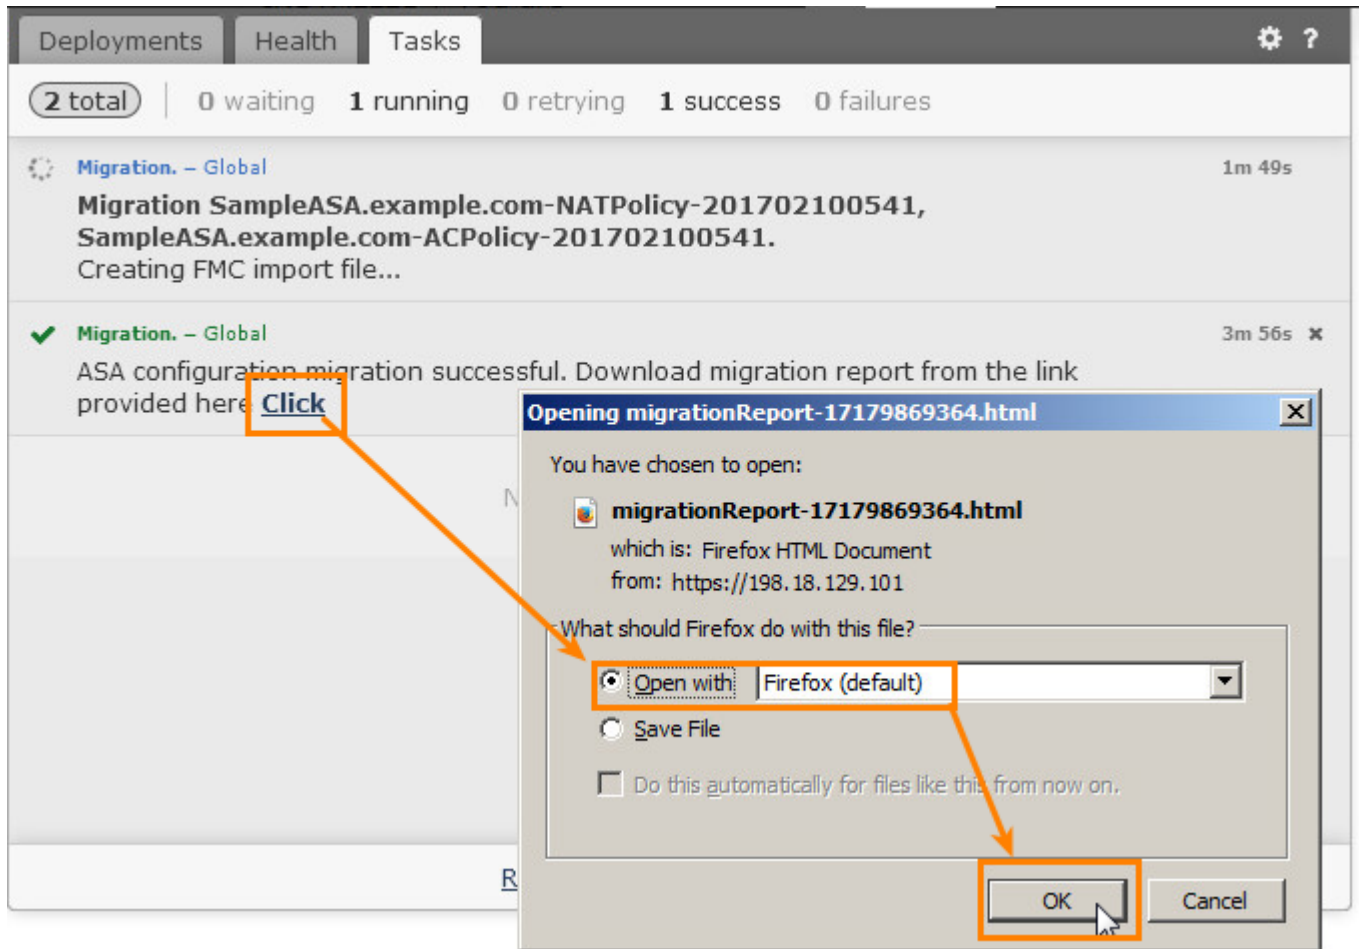 Deployments Health Tasks ?
2 total 0 waiting 1 running 0 retrying 1 success 0 failures
Migration. – Global 1m 49s
Migration SampleASA.example.com-NATPolicy-201702100541,
SampleASA.example.com-ACPolicy-201702100541.
Creating FMC import file...
Migration. – Global 3m 56s
ASA configuration migration successful. Download migration report from the link
provided here Click
Opening migrationReport-17179869364.html
You have chosen to open:
migrationReport-17179869364.html
which is: Firefox HTML Document
from: https://198.18.129.101
What should Firefox do with this file?
Open with Firefox (default)
Save File
Do this automatically for files like this from now on.
OK Cancel